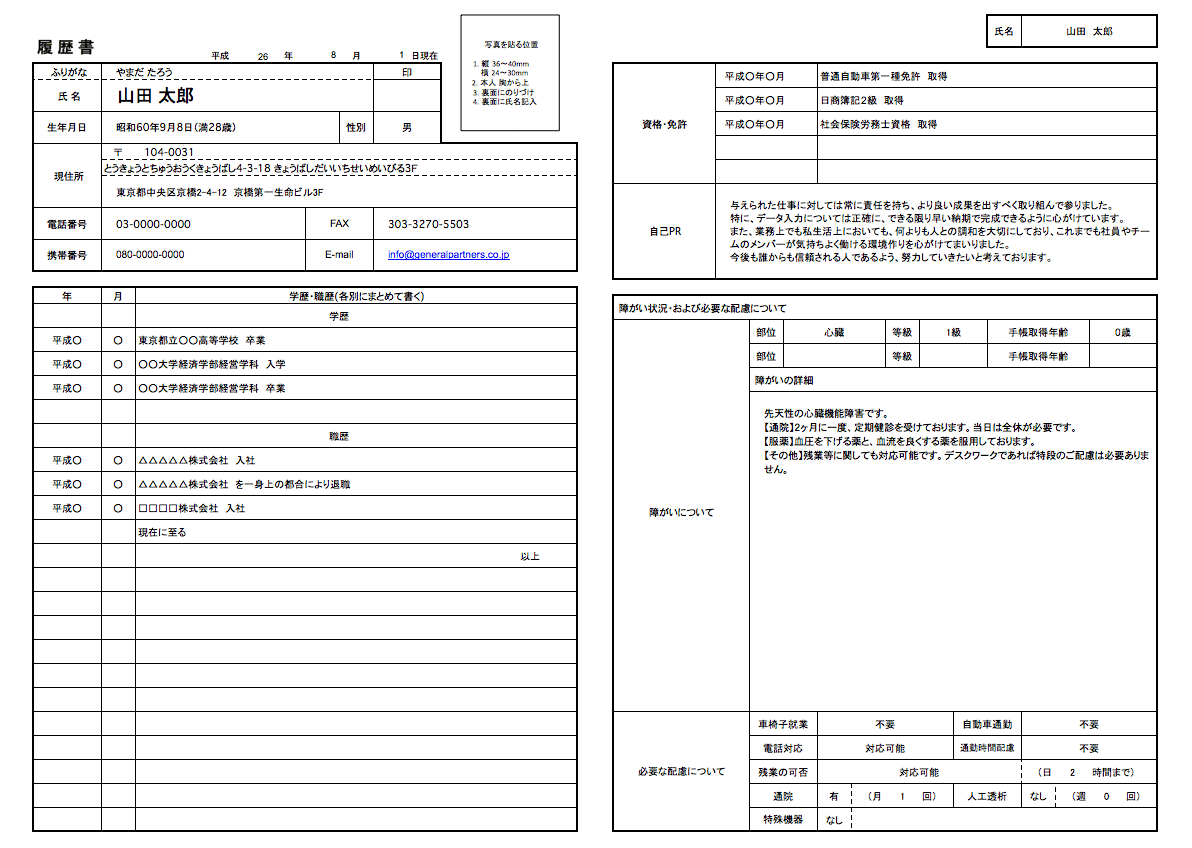 履歴書
平成 26 年 8 月 1 日現在
写真を貼る位置
1. 縦 36～40mm
横 24～30mm
2. 本人 胸から上
3. 裏面にのりづけ
4. 裏面に氏名記入
ふりがな やまだ たろう 印
氏 名 山田 太郎
生年月日 昭和60年9月8日(満28歳) 性別 男
現住所 〒 104-0031
とうきょうとちゅうおうくきょうばし4-3-18 きょうばしだいいちせいめいびる3F
東京都中央区京橋2-4-12 京橋第一生命ビル3F
電話番号 03-0000-0000 FAX 303-3270-5503
携帯番号 080-0000-0000 E-mail info@generalpartners.co.jp
年 月 学歴・職歴(各別にまとめて書く)
学歴
平成〇 〇 東京都立〇〇高等学校 卒業
平成〇 〇 〇〇大学経済学部経営学科 入学
平成〇 〇 〇〇大学経済学部経営学科 卒業
職歴
平成〇 〇 △△△△△株式会社 入社
平成〇 〇 △△△△△株式会社 を一身上の都合により退職
平成〇 〇 □□□□株式会社 入社
現在に至る
以上
氏名 山田 太郎
資格・免許
平成〇年〇月 普通自動車第一種免許 取得
平成〇年〇月 日商簿記2級 取得
平成〇年〇月 社会保険労務士資格 取得
自己PR
与えられた仕事に対しては常に責任を持ち、より良い成果を出すべく取り組んで参りました。
特に、データ入力については正確に、できる限り早い納期で完成できるように心がけています。
また、業務上でも私生活上においても、何よりも人との調和を大切にしており、これまでも社員やチー
ムのメンバーが気持ちよく働ける環境作りを心がけてまいりました。
今後も誰からも信頼される人であるよう、努力していきたいと考えております。
障がい状況・および必要な配慮について
障がいについて
部位 心臓 等級 1級 手帳取得年齢 0歳
部位 等級 手帳取得年齢
障がいの詳細
先天性の心臓機能障害です。
【通院】2ヶ月に一度、定期健診を受けております。当日は全休が必要です。
【服薬】血圧を下げる薬と、血流を良くする薬を服用しております。
【その他】残業等に関しても対応可能です。デスクワークであれば特段のご配慮は必要ありま
せん。
必要な配慮について
車椅子就業 不要 自動車通勤 不要
電話対応 対応可能 通勤時間配慮 不要
残業の可否 対応可能 (日 2 時間まで)
通院 有 (月 1 回) 人工透析 なし (週 0 回)
特殊機器 なし